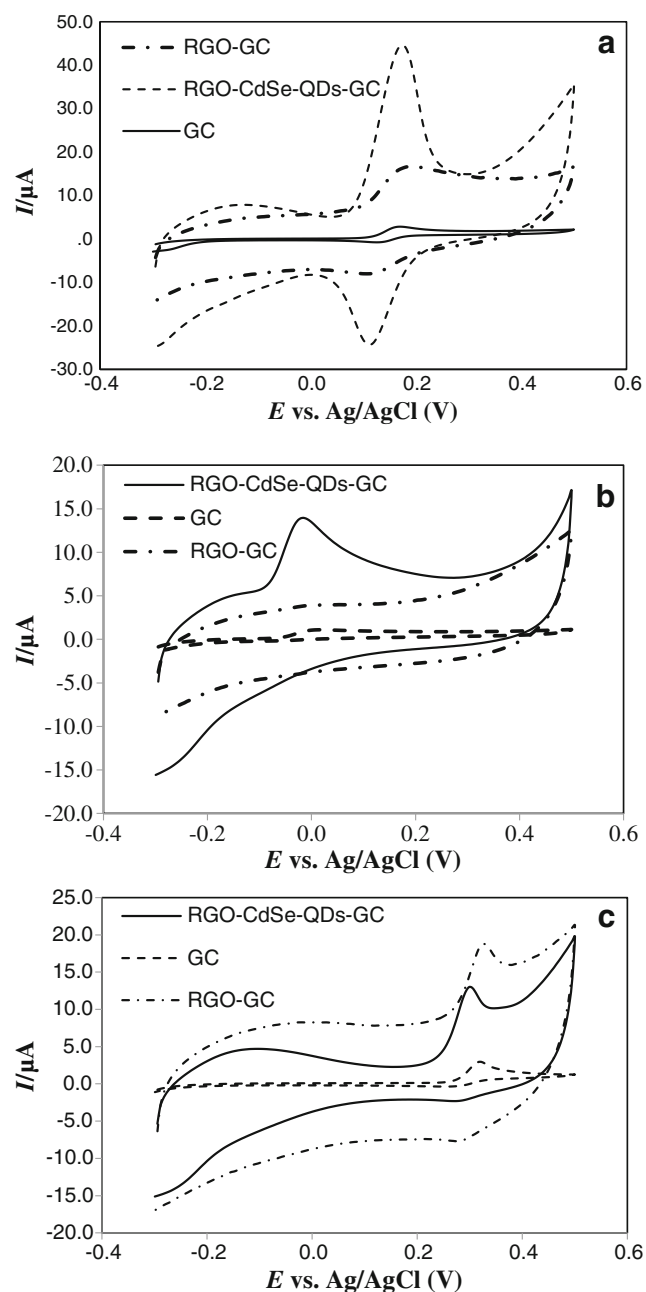 a
50.0
RGO-GC
40.0
RGO-CdSe-QDs-GC
30.0
GC
20.0
10.0
.0
-10.0
-20.0
-30.0
I/µA
-0.4 -0.2 0.0 0.2 0.4 0.6
E vs. Ag/AgCl (V)
b
20.0
RGO-CdSe-QDs-GC
15.0
GC
10.0
RGO-GC
5.0
0.0
-5.0
-10.0
-15.0
-20.0
I/µA
-0.4 -0.2 0.0 0.2 0.4 0.6
E vs. Ag/AgCl (V)
c
25.0
RGO-CdSe-QDs-GC
20.0
GC
15.0
RGO-GC
10.0
5.0
0.0
-5.0
-10.0
-15.0
-20.0
I/µA
-0.4 -0.2 0.0 0.2 0.4 0.6
E vs. Ag/AgCl (V)